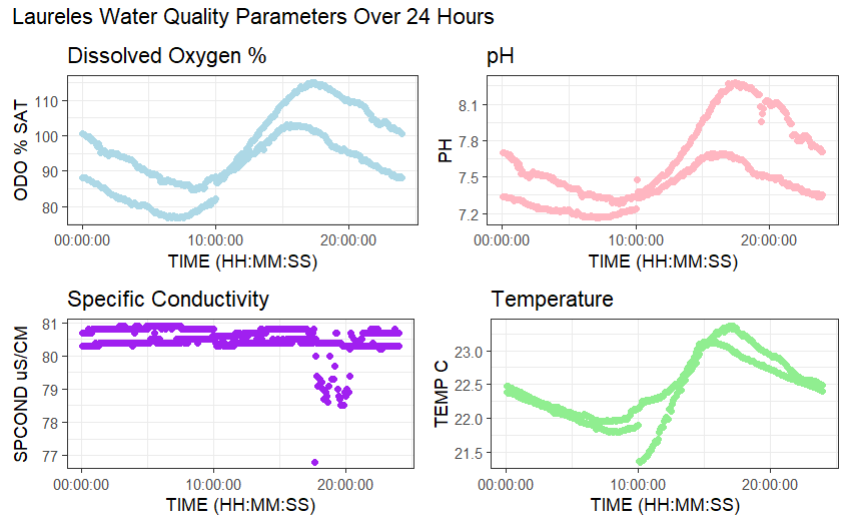 Laureles Water Quality Parameters Over 24 Hours
Dissolved Oxygen %
ODO % SAT
110
100
90
80
00:00:00 10:00:00 20:00:00
TIME (HH:MM:SS)
pH
PH
8.1
7.8
7.5
7.2
00:00:00 10:00:00 20:00:00
TIME (HH:MM:SS)
Specific Conductivity
SPCOND uS/CM
81
80
79
78
77
00:00:00 10:00:00 20:00:00
TIME (HH:MM:SS)
Temperature
TEMP C
23.0
22.5
22.0
21.5
00:00:00 10:00:00 20:00:00
TIME (HH:MM:SS)